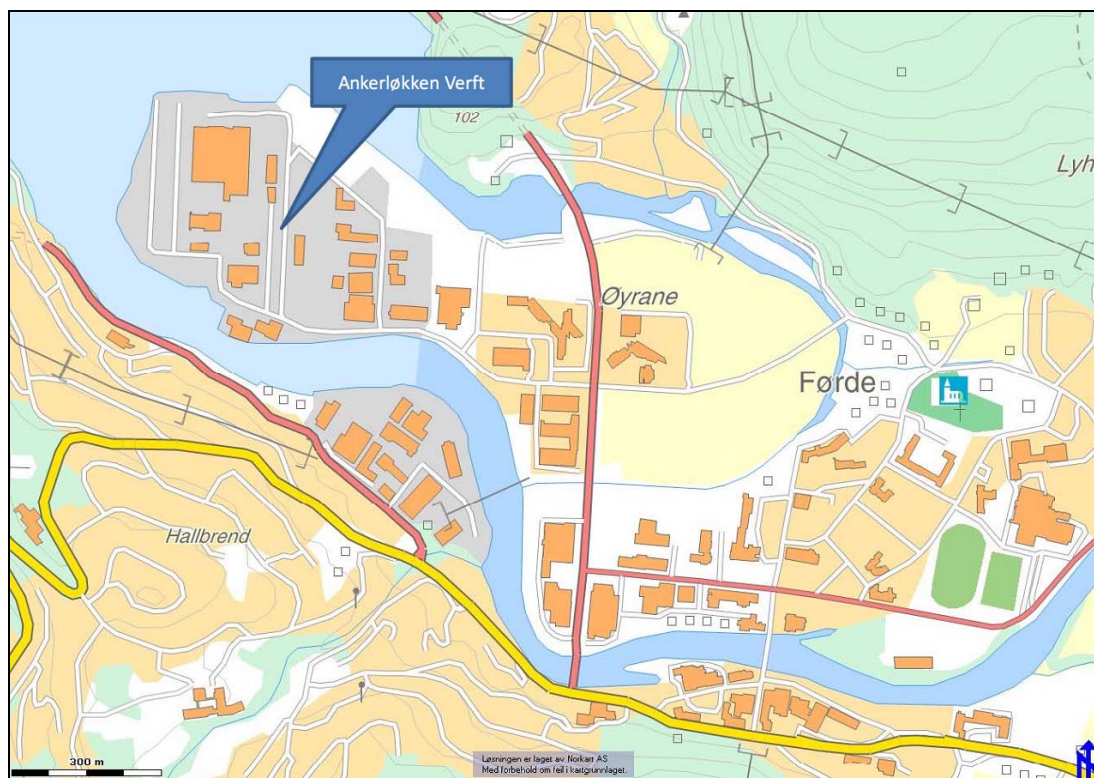 Ankerløkken Verft
102
Lyh
Øyrane
Førde
Hallbrend
300 m
Løsningen er laget av Norkart AS
Med forbehold om feil i kartgrunnlaget.
N